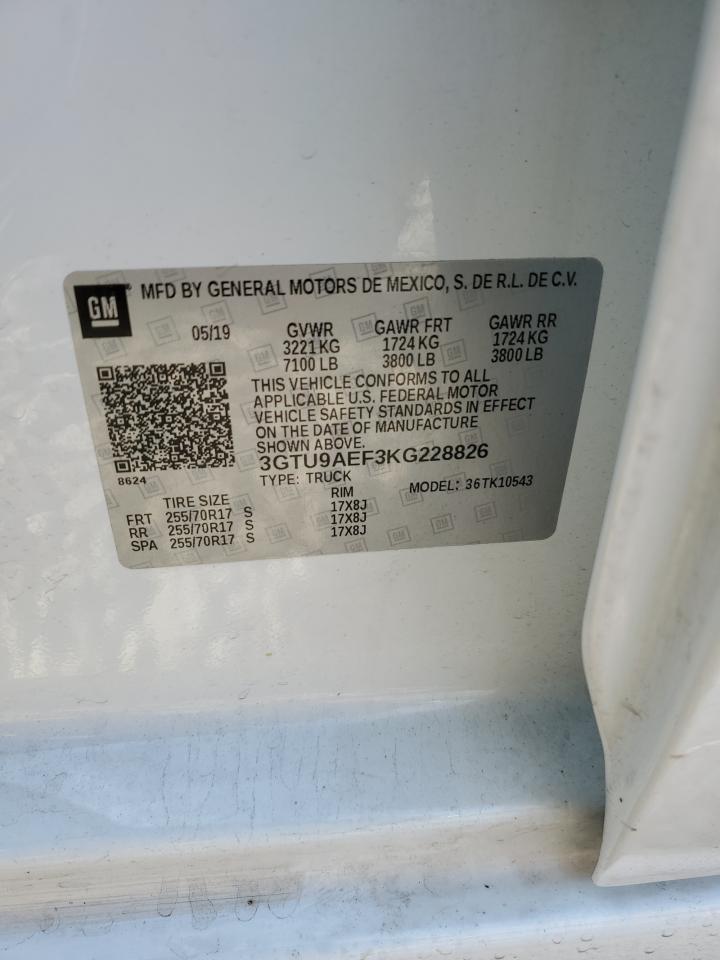 GM MFD BY GENERAL MOTORS DE MEXICO, S. DE R.L. DE C.V.
05/19 GVWR GAWR FRT GAWR RR
3221 KG 1724 KG 1724 KG
7100 LB 3800 LB 3800 LB
THIS VEHICLE CONFORMS TO ALL
APPLICABLE U.S. FEDERAL MOTOR
VEHICLE SAFETY STANDARDS IN EFFECT
ON THE DATE OF MANUFACTURE
SHOWN ABOVE.
3GTU9AEF3KG228826
8624 TYPE: TRUCK MODEL: 36TK10543
TIRE SIZE RIM
FRT 255/70R17 S 17X8J
RR 255/70R17 S 17X8J
SPA 255/70R17 S 17X8J